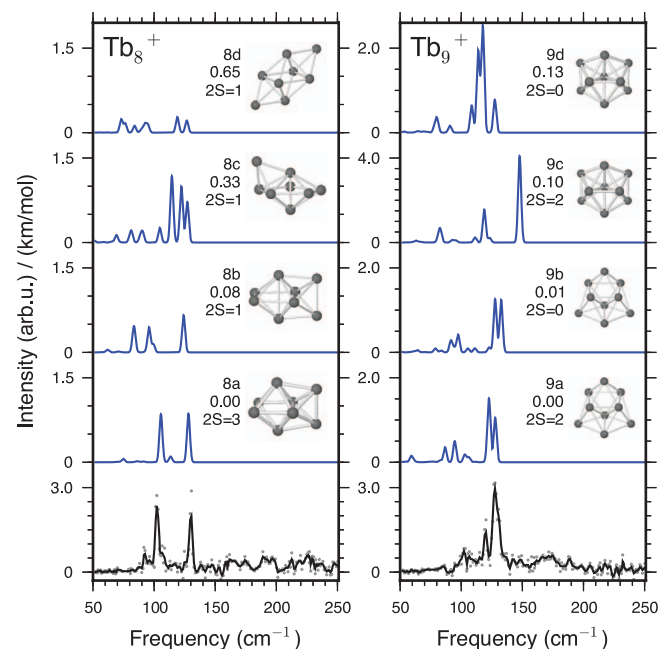 Intensity (arb.u.) / (km/mol)
Tb₈⁺
8d
0.65
2S=1
1.5
0
8c
0.33
2S=1
1.5
0
8b
0.08
2S=1
1.5
0
8a
0.00
2S=3
1.5
0
3.0
0
50 100 150 200 250
Frequency (cm⁻¹)
Tb₉⁺
9d
0.13
2S=0
2.0
0
9c
0.10
2S=2
4.0
0
9b
0.01
2S=0
2.0
0
9a
0.00
2S=2
2.0
0
3.0
0
50 100 150 200 250
Frequency (cm⁻¹)